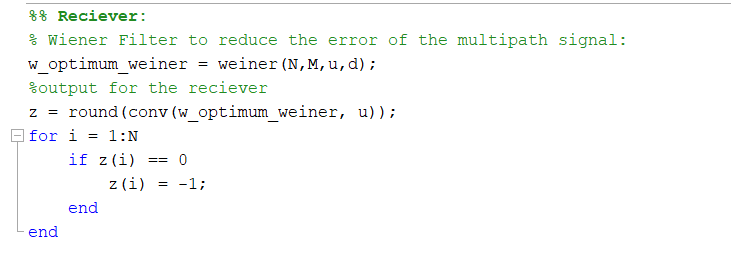 %% Reciever:
% Wiener Filter to reduce the error of the multipath signal:
w_optimum_weiner = weiner(N,M,u,d);
%output for the reciever
z = round(conv(w_optimum_weiner, u));
for i = 1:N
if z(i) == 0
z(i) = -1;
end
end